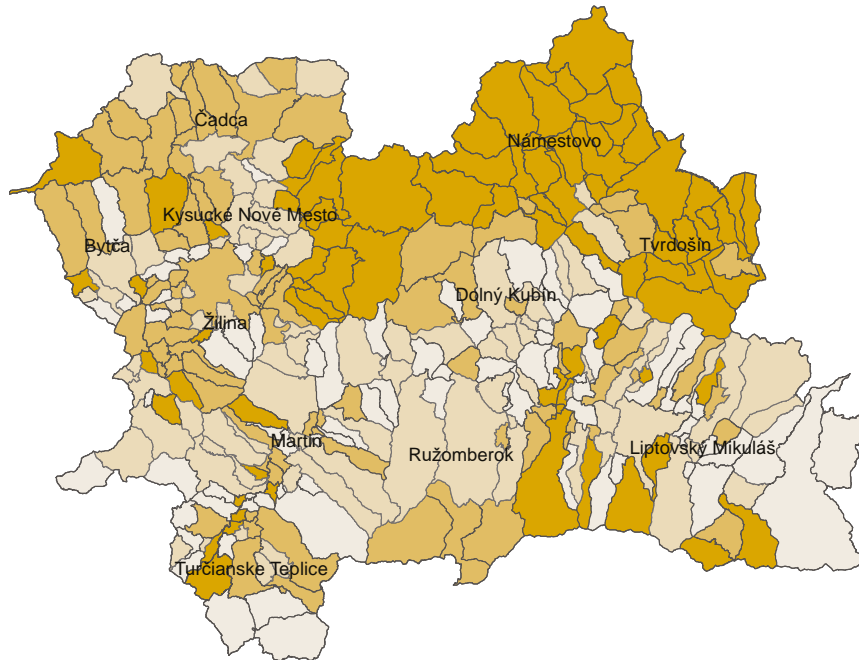 Čadca
Námestovo
Kysucké Nové Mesto
Bytča
Tvrdošín
Dolný Kubín
Žilina
Martin
Ružomberok
Liptovský Mikuláš
Turčianske Teplice